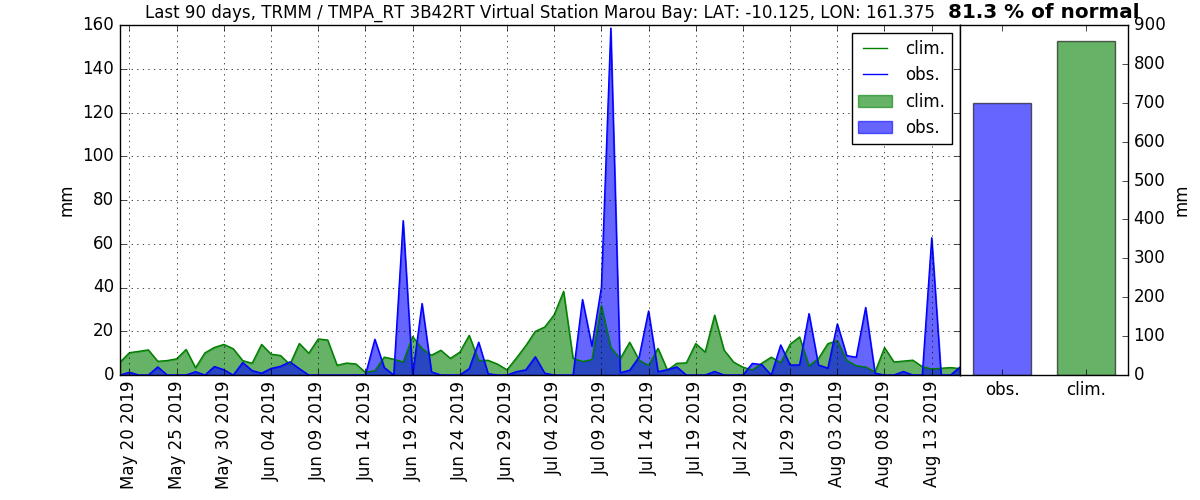 Last 90 days, TRMM / TMPA_RT 3B42RT Virtual Station Marou Bay: LAT: -10.125, LON: 161.375
81.3 % of normal
160
140
120
100
80
60
40
20
0
mm
clim.
obs.
clim.
obs.
May 20 2019
May 25 2019
May 30 2019
Jun 04 2019
Jun 09 2019
Jun 14 2019
Jun 19 2019
Jun 24 2019
Jun 29 2019
Jul 04 2019
Jul 09 2019
Jul 14 2019
Jul 19 2019
Jul 24 2019
Jul 29 2019
Aug 03 2019
Aug 08 2019
Aug 13 2019
900
800
700
600
500
400
300
200
100
0
mm
obs.
clim.